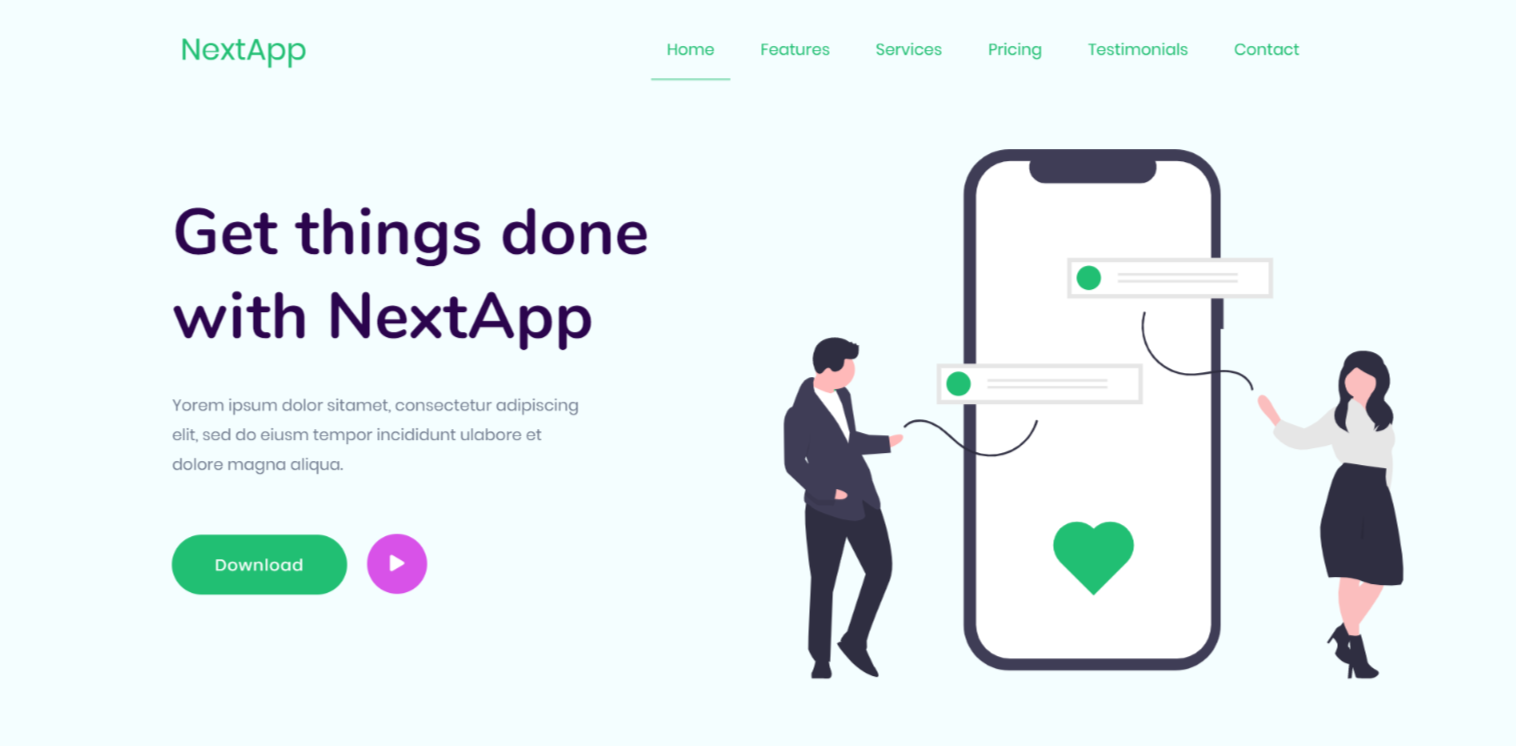 NextApp
Home Features Services Pricing Testimonials Contact
Get things done
with NextApp
Yorem ipsum dolor sitamet, consectetur adipiscing
elit, sed do eiusm tempor incididunt ulabore et
dolore magna aliqua.
Download